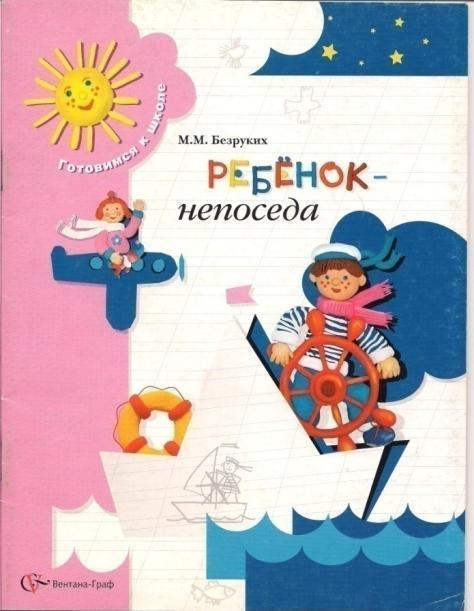 Готовимся к школе
М.М. Безруких
РЕБЁНОК-
непоседа
Вентана-Граф